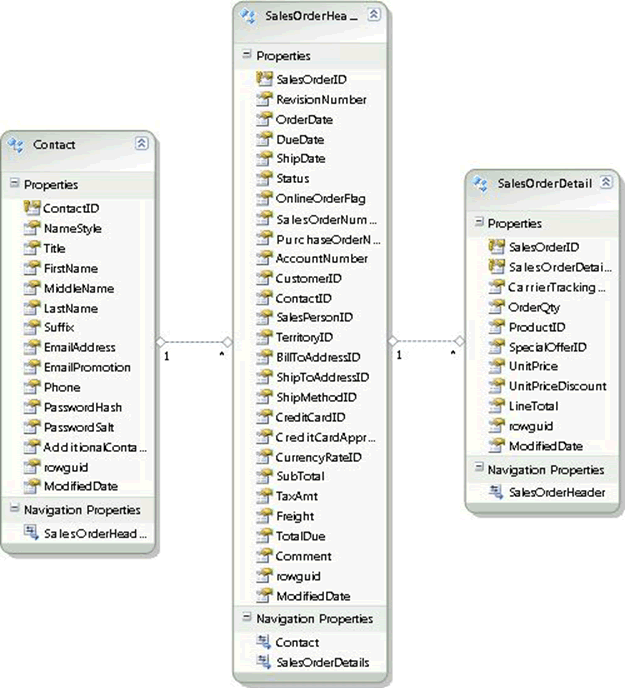 Contact
Properties
ContactID
NameStyle
Title
FirstName
MiddleName
LastName
Suffix
EmailAddress
EmailPromotion
Phone
PasswordHash
PasswordSalt
AdditionalConta...
rowguid
ModifiedDate
Navigation Properties
SalesOrderHead...
1
*
SalesOrderHea...
Properties
SalesOrderID
RevisionNumber
OrderDate
DueDate
ShipDate
Status
OnlineOrderFlag
SalesOrderNum...
PurchaseOrderN...
AccountNumber
CustomerID
ContactID
SalesPersonID
TerritoryID
BillToAddressID
ShipToAddressID
ShipMethodID
CreditCardID
CreditCardAppr...
CurrencyRateID
SubTotal
TaxAmt
Freight
TotalDue
Comment
rowguid
ModifiedDate
Navigation Properties
Contact
SalesOrderDetails
1
*
SalesOrderDetail
Properties
SalesOrderID
SalesOrderDetai...
CarrierTracking...
OrderQty
ProductID
SpecialOfferID
UnitPrice
UnitPriceDiscount
LineTotal
rowguid
ModifiedDate
Navigation Properties
SalesOrderHeader